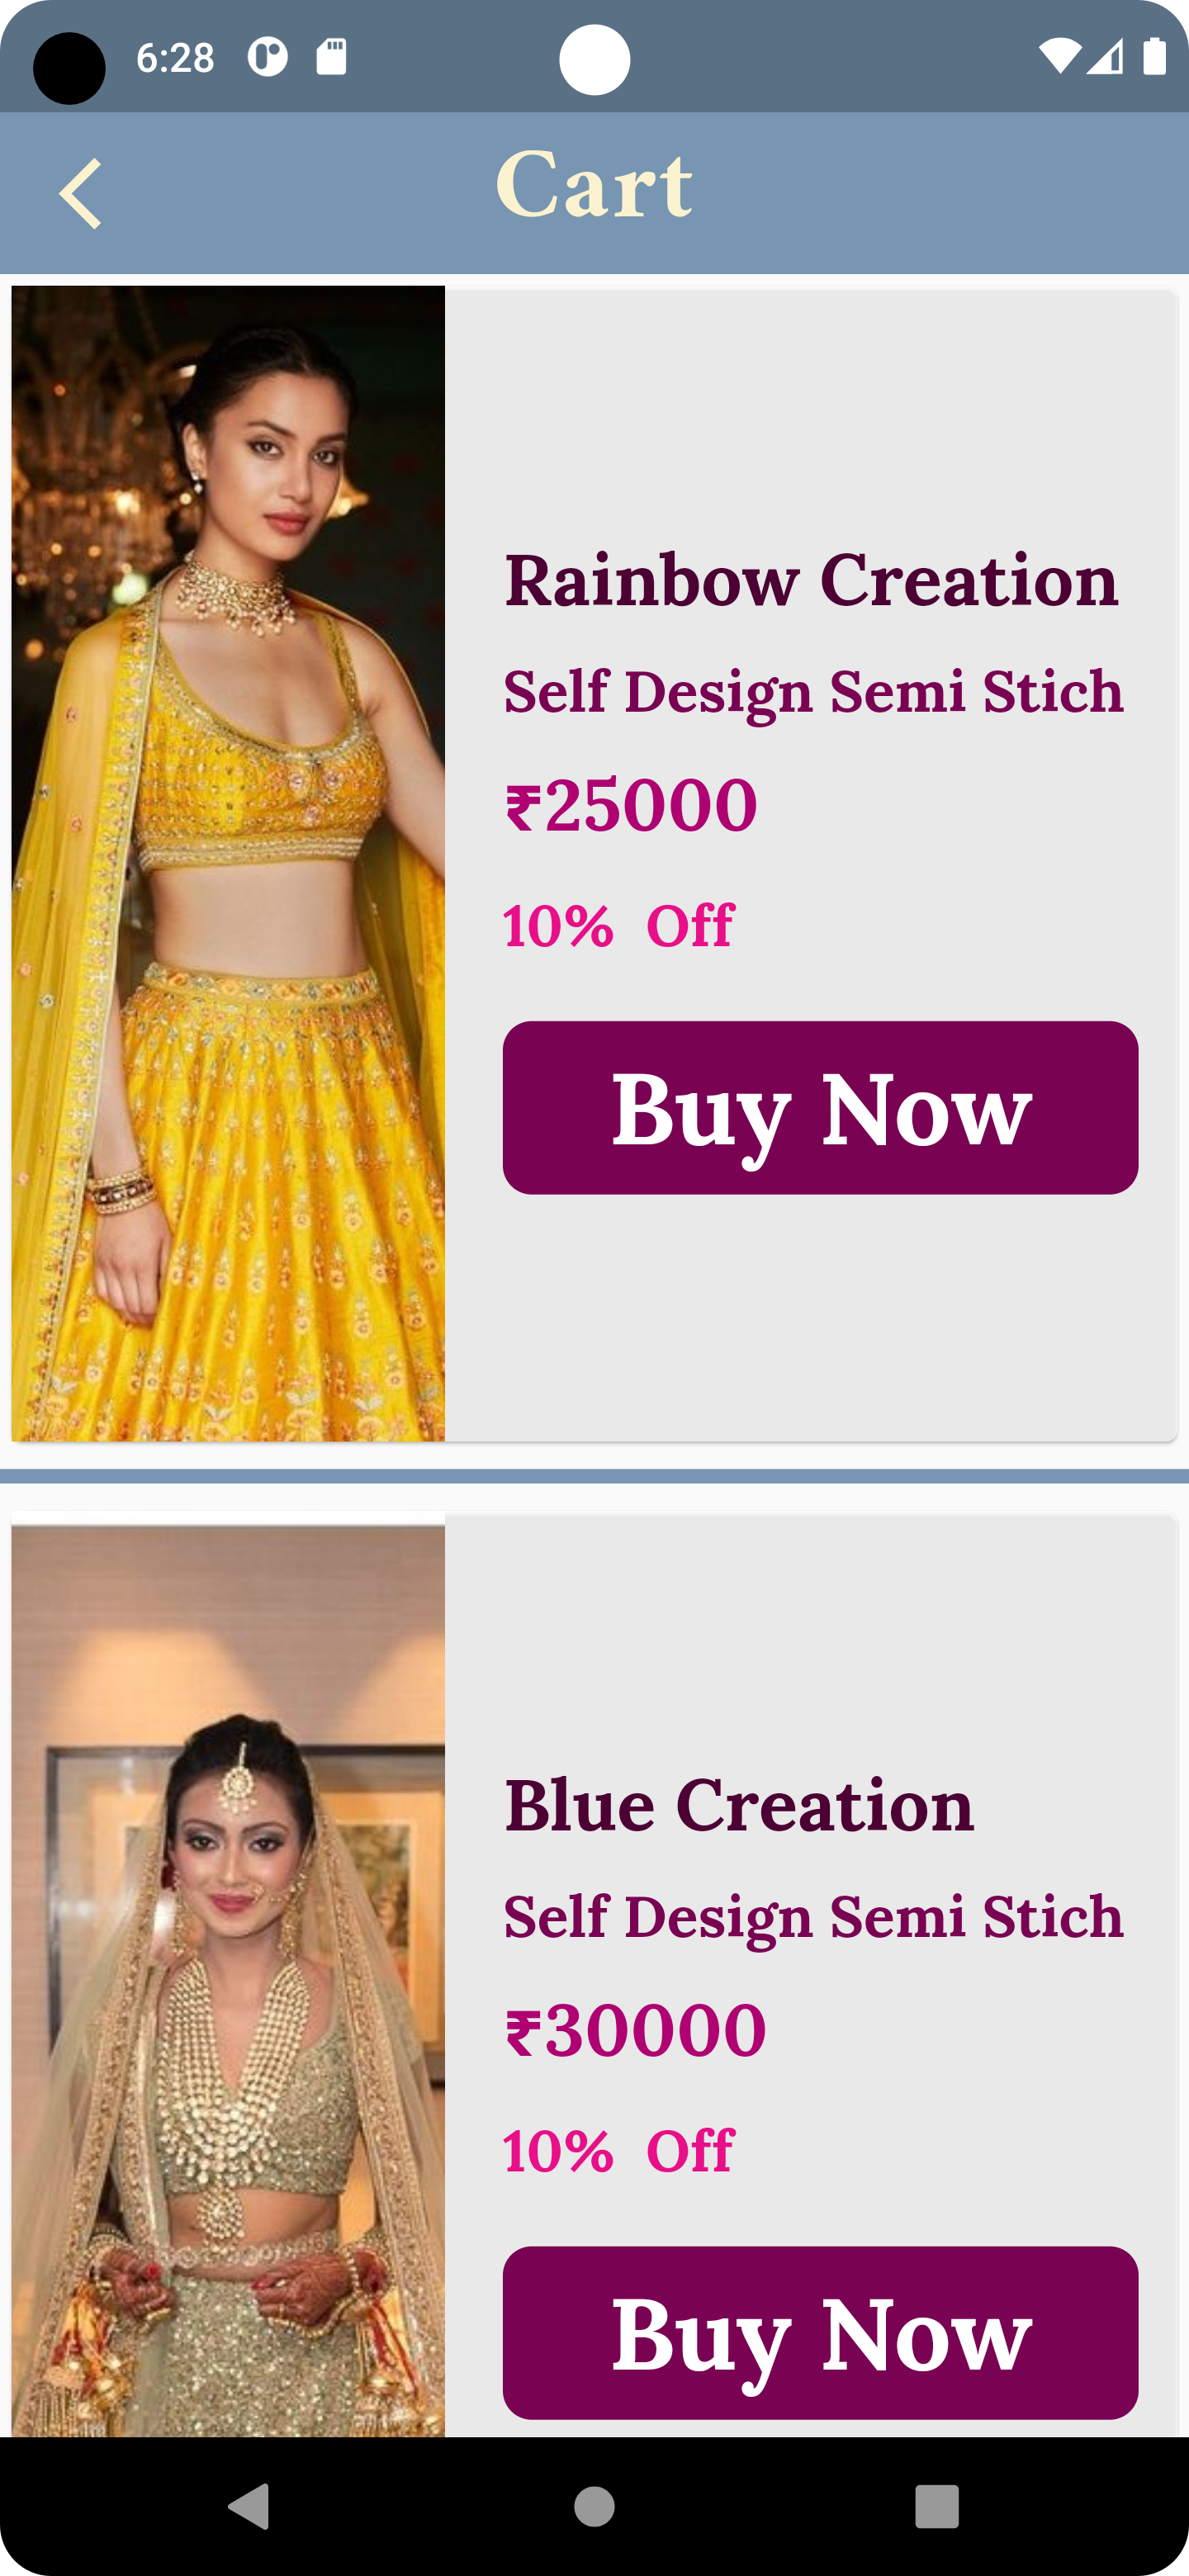 6:28
Cart
Rainbow Creation
Self Design Semi Stich
₹25000
10% Off
Buy Now
Blue Creation
Self Design Semi Stich
₹30000
10% Off
Buy Now